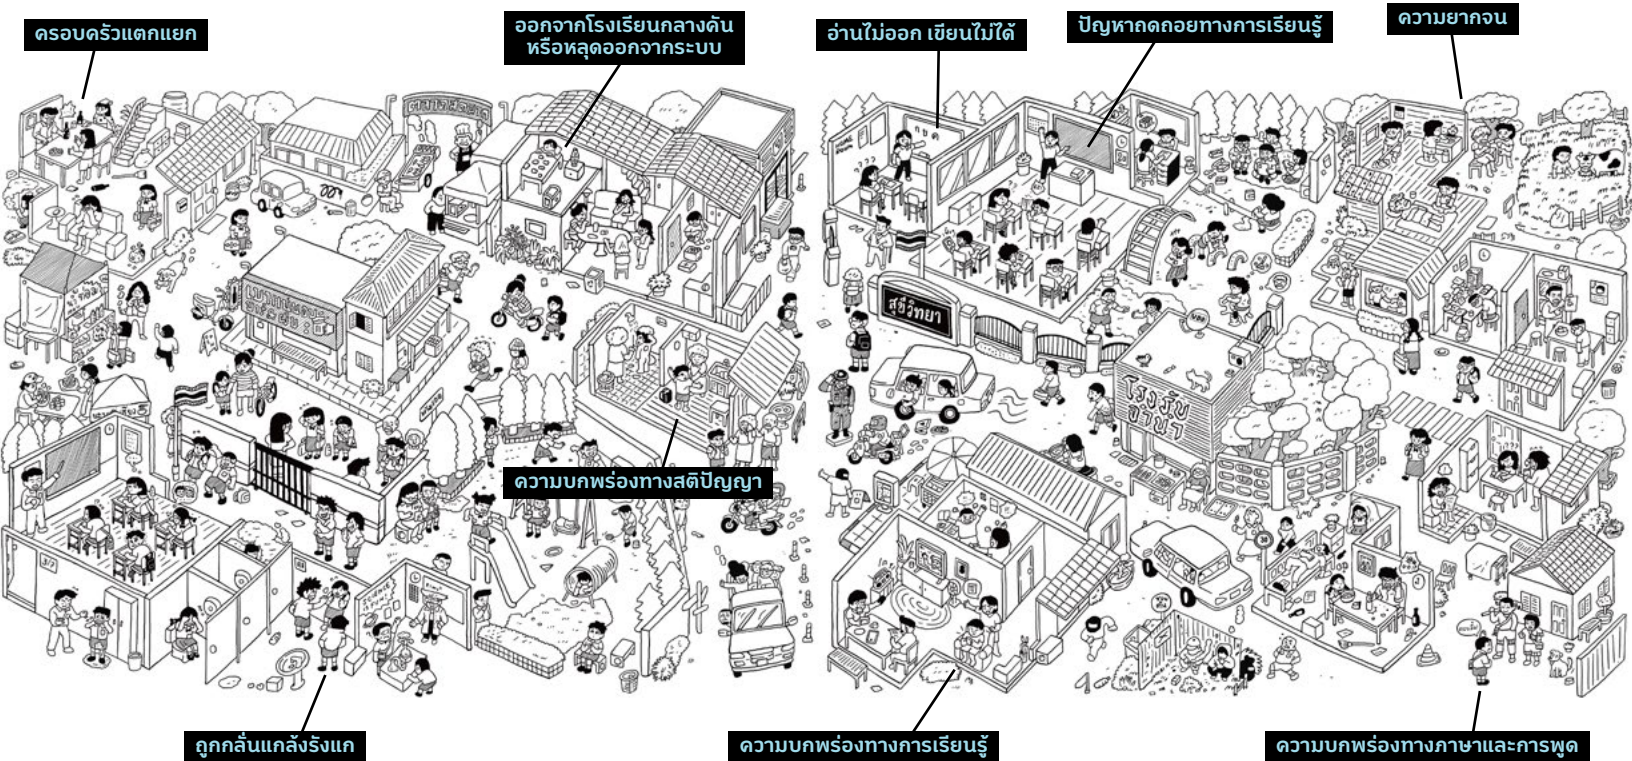 ครอบครัวแตกแยก
ออกจากโรงเรียนกลางคัน
หรือหลุดออกจากระบบ
อ่านไม่ออก เขียนไม่ได้
ปัญหาถดถอยทางการเรียนรู้
ความยากจน
ก ข ค
สุขีวิทยา
โรงรับ
จำนำ
ความบกพร่องทางสติปัญญา
3/2
ถูกกลั่นแกล้งรังแก
ความบกพร่องทางการเรียนรู้
ความบกพร่องทางภาษาและการพูด